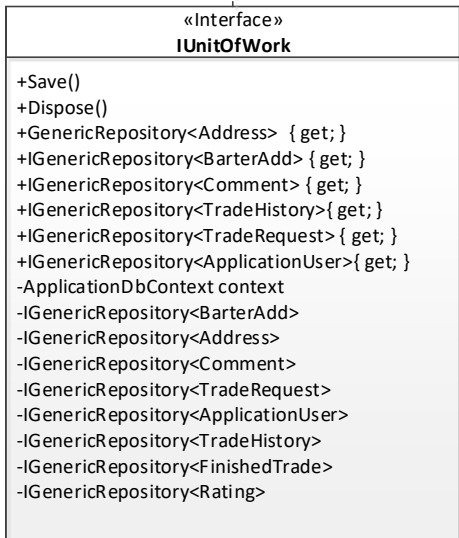 «Interface»
IUnitOfWork
+Save()
+Dispose()
+GenericRepository<Address> { get; }
+IGenericRepository<BarterAdd> { get; }
+IGenericRepository<Comment> { get; }
+IGenericRepository<TradeHistory>{ get; }
+IGenericRepository<TradeRequest> { get; }
+IGenericRepository<ApplicationUser>{ get; }
-ApplicationDbContext context
-IGenericRepository<BarterAdd>
-IGenericRepository<Address>
-IGenericRepository<Comment>
-IGenericRepository<TradeRequest>
-IGenericRepository<ApplicationUser>
-IGenericRepository<TradeHistory>
-IGenericRepository<FinishedTrade>
-IGenericRepository<Rating>